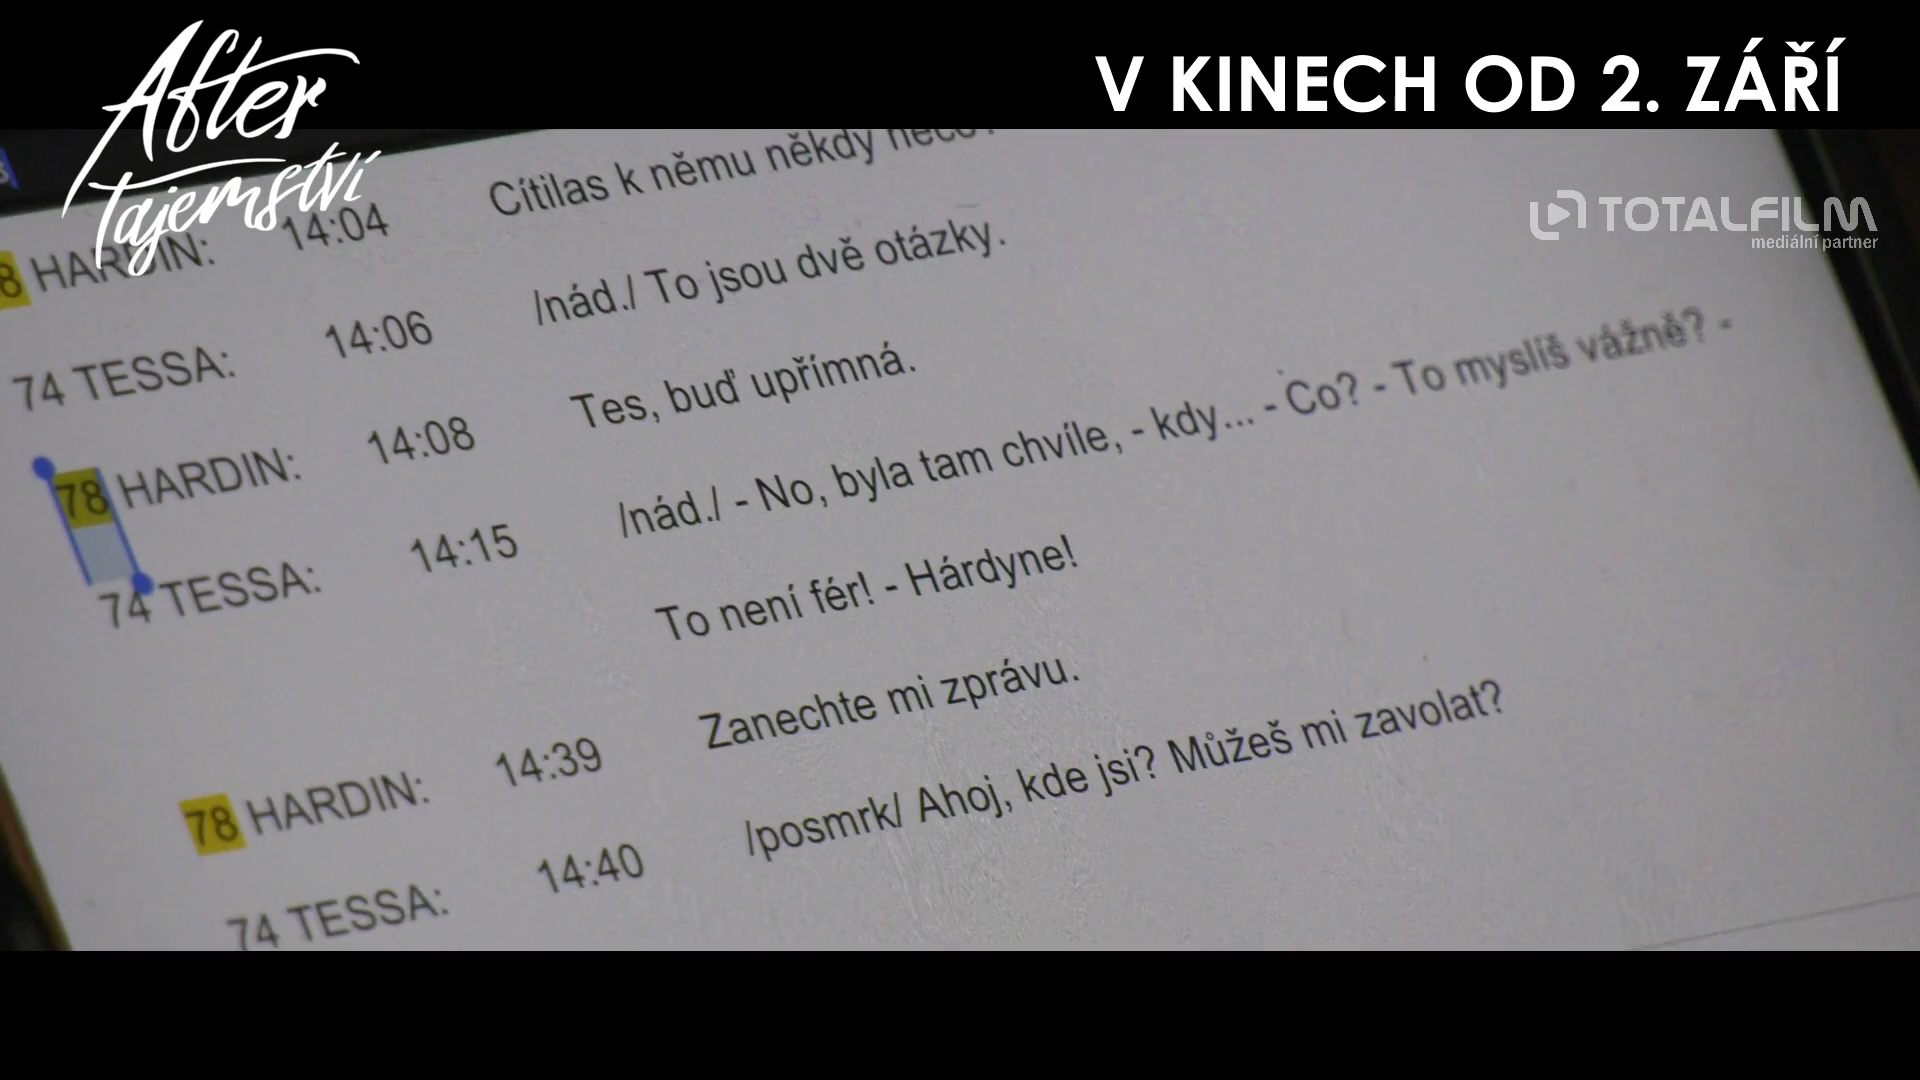 After
tajemství
V KINECH OD 2. ZÁŘÍ
TOTALFILM
mediální partner
8 HARDIN: 14:04 Cítilas k němu někdy něco?
74 TESSA: 14:06 /nád./ To jsou dvě otázky.
78 HARDIN: 14:08 Tes, buď upřímná.
74 TESSA: 14:15 /nád./ - No, byla tam chvíle, - kdy... - Co? - To myslíš vážně? -
To není fér! - Hárdyne!
78 HARDIN: 14:39 Zanechte mi zprávu.
74 TESSA: 14:40 /posmrk/ Ahoj, kde jsi? Můžeš mi zavolat?